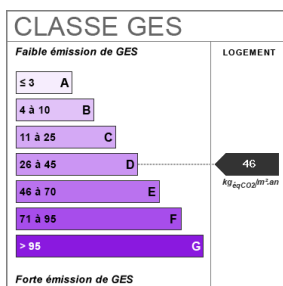 CLASSE GES
Faible émission de GES
LOGEMENT
≤ 3 A
4 à 10 B
11 à 25 C
26 à 45 D
46
kgéqCO2/m².an
46 à 70 E
71 à 95 F
> 95 G
Forte émission de GES